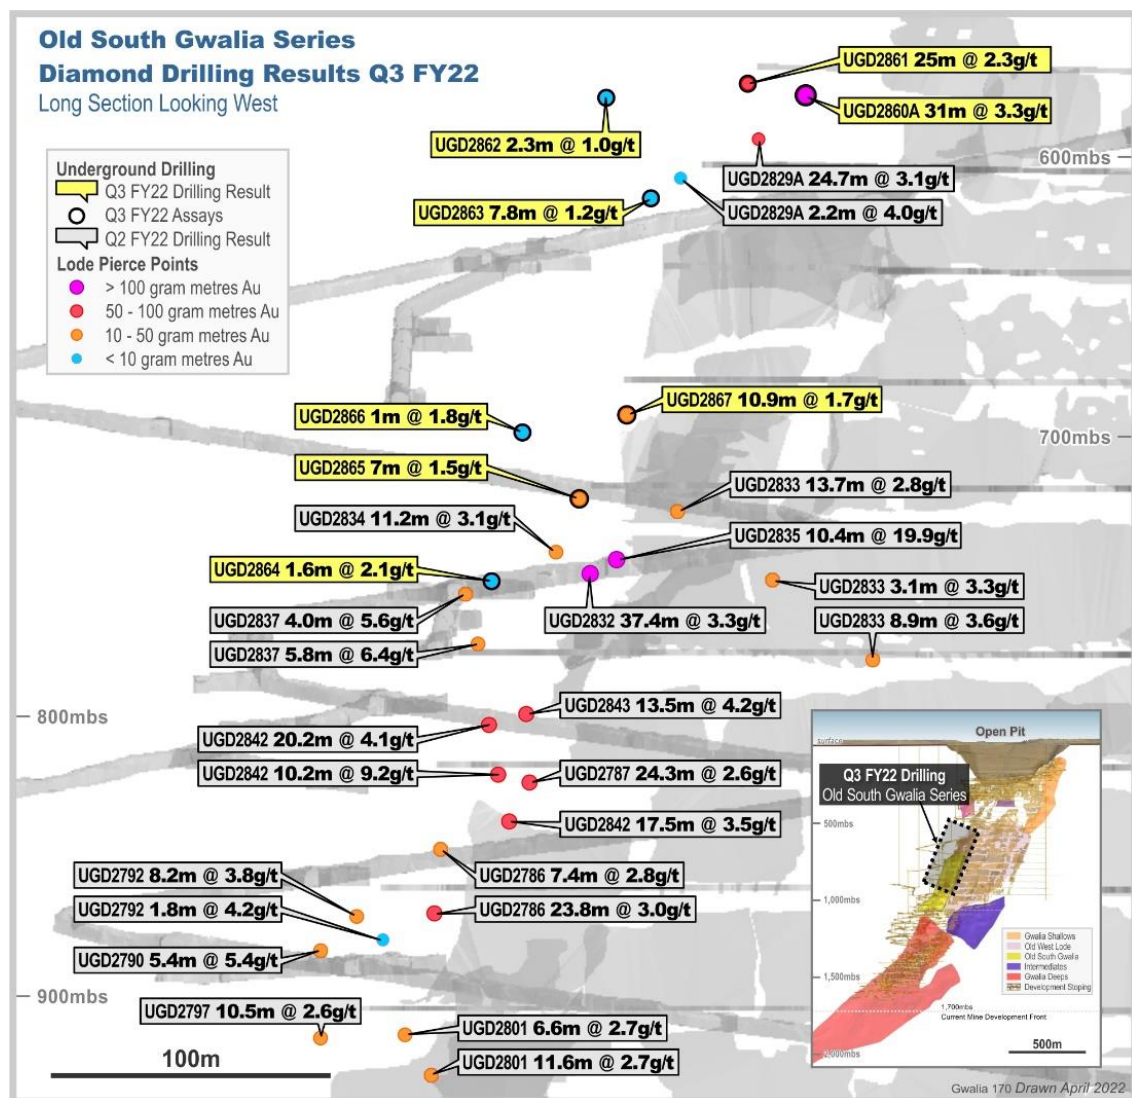 Old South Gwalia Series
Diamond Drilling Results Q3 FY22
Long Section Looking West
UGD2861 25m @ 2.3g/t
UGD2860A 31m @ 3.3g/t
UGD2862 2.3m @ 1.0g/t
600mbs
Underground Drilling
Q3 FY22 Drilling Result
Q3 FY22 Assays
Q2 FY22 Drilling Result
Lode Pierce Points
> 100 gram metres Au
50 - 100 gram metres Au
10 - 50 gram metres Au
< 10 gram metres Au
UGD2829A 24.7m @ 3.1g/t
UGD2863 7.8m @ 1.2g/t
UGD2829A 2.2m @ 4.0g/t
UGD2867 10.9m @ 1.7g/t
UGD2866 1m @ 1.8g/t
700mbs
UGD2865 7m @ 1.5g/t
UGD2833 13.7m @ 2.8g/t
UGD2834 11.2m @ 3.1g/t
UGD2835 10.4m @ 19.9g/t
UGD2864 1.6m @ 2.1g/t
UGD2833 3.1m @ 3.3g/t
UGD2837 4.0m @ 5.6g/t
UGD2832 37.4m @ 3.3g/t
UGD2833 8.9m @ 3.6g/t
UGD2837 5.8m @ 6.4g/t
800mbs
UGD2843 13.5m @ 4.2g/t
UGD2842 20.2m @ 4.1g/t
UGD2842 10.2m @ 9.2g/t
UGD2787 24.3m @ 2.6g/t
UGD2842 17.5m @ 3.5g/t
UGD2792 8.2m @ 3.8g/t
UGD2786 7.4m @ 2.8g/t
UGD2792 1.8m @ 4.2g/t
UGD2786 23.8m @ 3.0g/t
UGD2790 5.4m @ 5.4g/t
900mbs
UGD2797 10.5m @ 2.6g/t
UGD2801 6.6m @ 2.7g/t
UGD2801 11.6m @ 2.7g/t
100m
Open Pit
surface
Q3 FY22 Drilling
Old South Gwalia Series
500mbs
1,000mbs
Gwalia Shallows
Old West Lode
Old South Gwalia
Intermediates
Gwalia Deeps
Development Stoping
1,500mbs
1,700mbs
Current Mine Development Front
2,000mbs
500m
Gwalia 170 Drawn April 2022